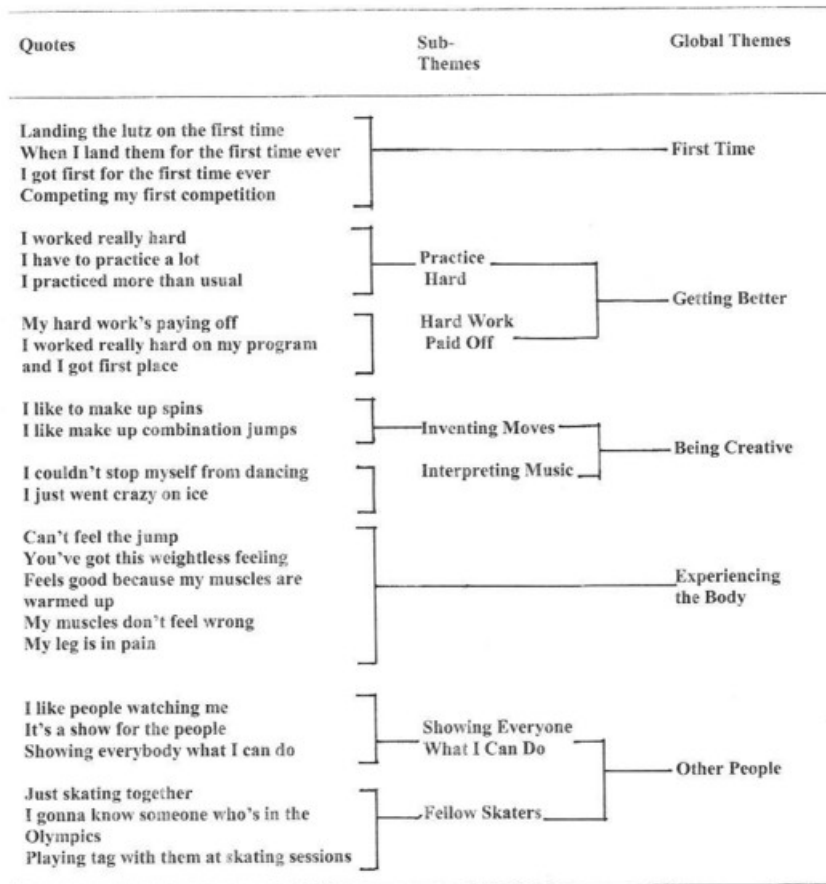 Quotes
Sub-
Themes
Global Themes
Landing the lutz on the first time
When I land them for the first time ever
I got first for the first time ever
Competing my first competition
First Time
I worked really hard
I have to practice a lot
I practiced more than usual
Practice
Hard
My hard work's paying off
I worked really hard on my program
and I got first place
Hard Work
Paid Off
Getting Better
I like to make up spins
I like make up combination jumps
Inventing Moves
I couldn't stop myself from dancing
I just went crazy on ice
Interpreting Music
Being Creative
Can't feel the jump
You've got this weightless feeling
Feels good because my muscles are
warmed up
My muscles don't feel wrong
My leg is in pain
Experiencing
the Body
I like people watching me
It's a show for the people
Showing everybody what I can do
Showing Everyone
What I Can Do
Just skating together
I gonna know someone who's in the
Olympics
Playing tag with them at skating sessions
Fellow Skaters
Other People